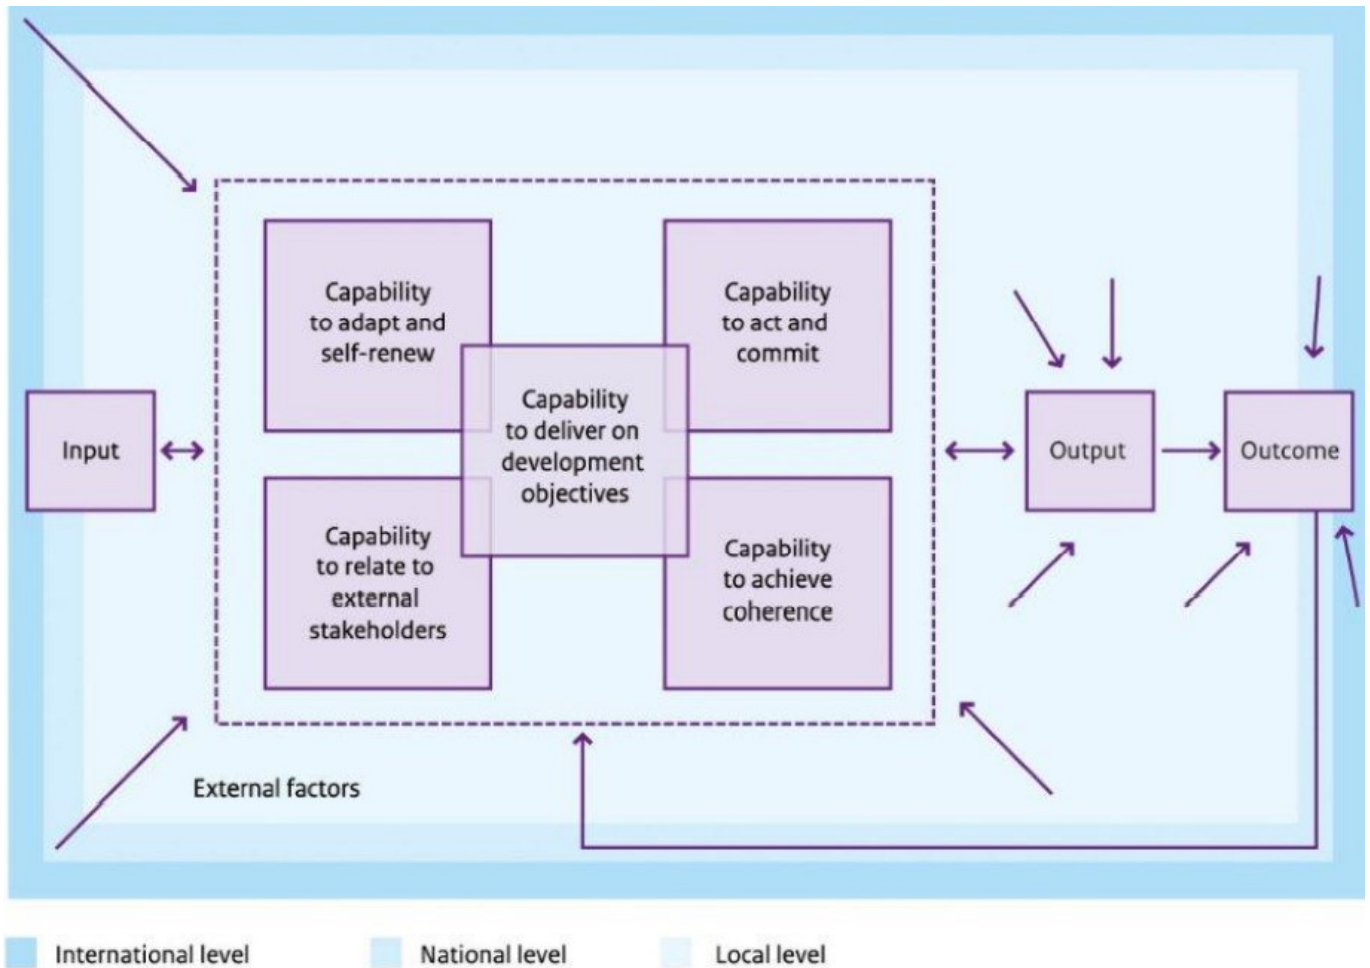 Capability
to adapt and
self-renew
Capability
to act and
commit
Capability
to deliver on
development
objectives
Input
Output
Outcome
Capability
to relate to
external
stakeholders
Capability
to achieve
coherence
External factors
International level
National level
Local level